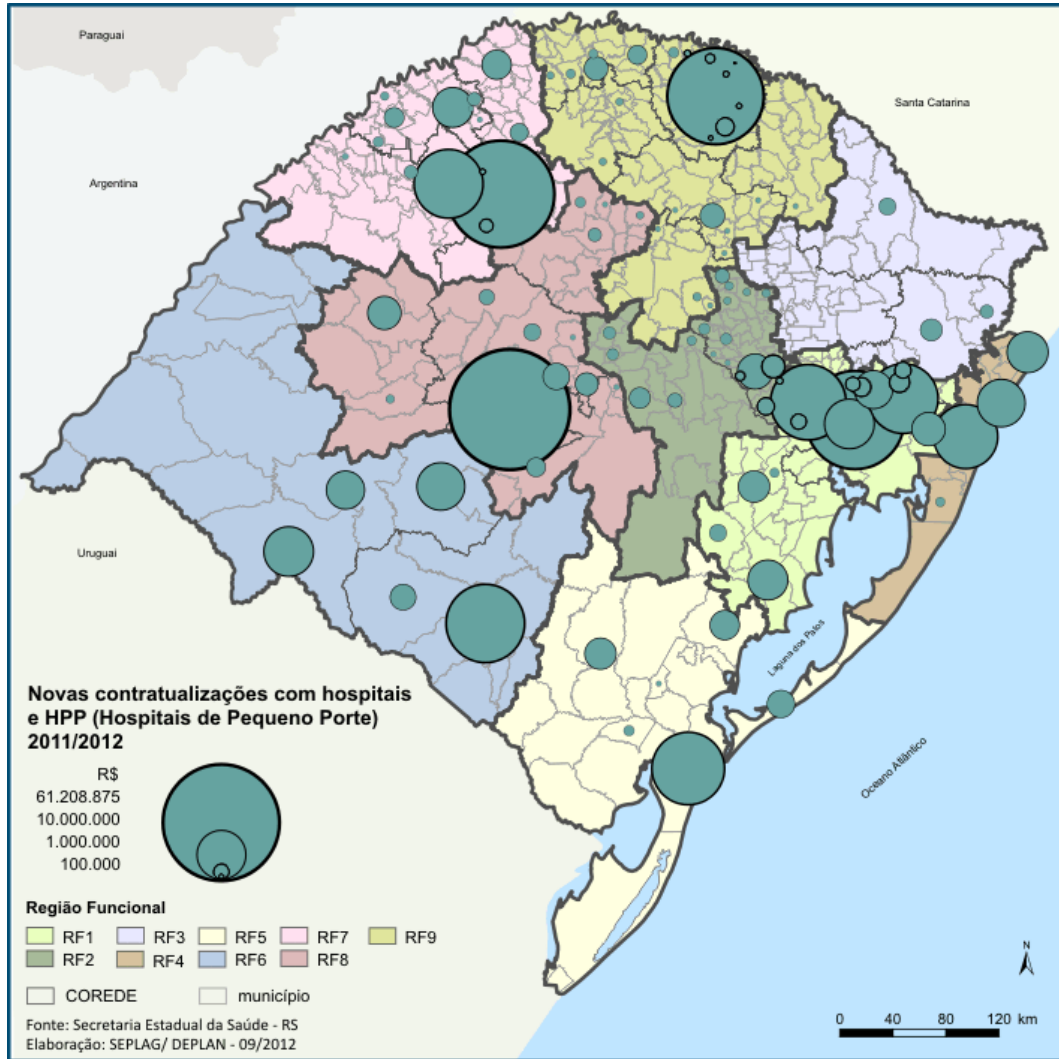 Paraguai
Santa Catarina
Argentina
Uruguai
Laguna dos Patos
Oceano Atlântico
Novas contratualizações com hospitais
e HPP (Hospitais de Pequeno Porte)
2011/2012
R$
61.208.875
10.000.000
1.000.000
100.000
Região Funcional
RF1 RF3 RF5 RF7 RF9
RF2 RF4 RF6 RF8
COREDE município
Fonte: Secretaria Estadual da Saúde - RS
Elaboração: SEPLAG/ DEPLAN - 09/2012
N
0 40 80 120 km